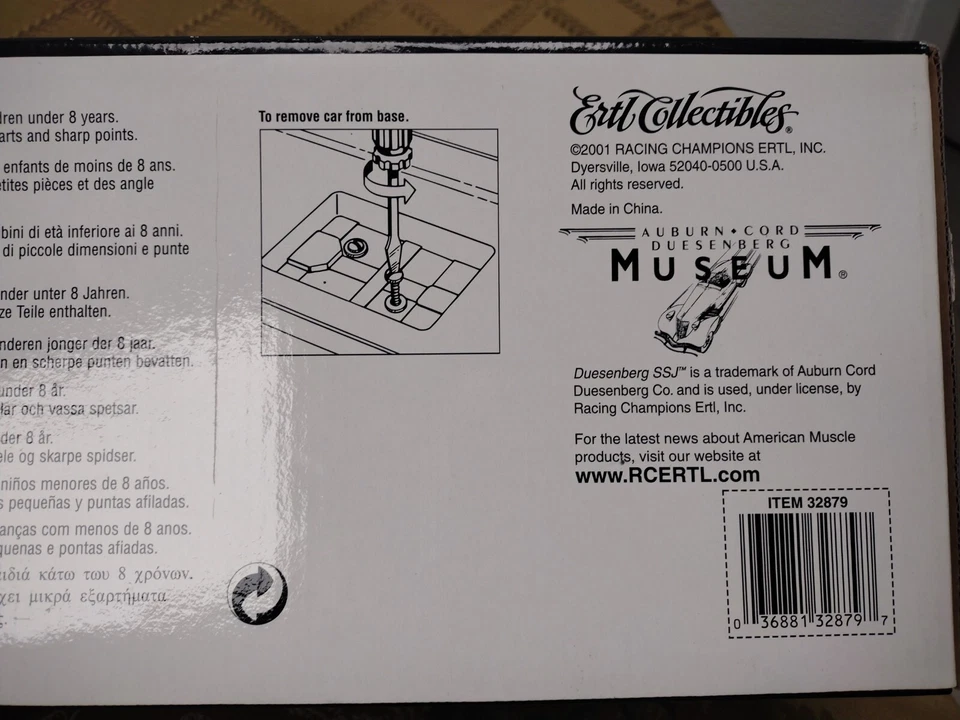 dren under 8 years.
arts and sharp points.
enfants de moins de 8 ans.
etites pièces et des angle
bini di età inferiore ai 8 anni.
di piccole dimensioni e punte
nder unter 8 Jahren.
ze Teile enthalten.
nderen jonger der 8 jaar.
n en scherpe punten bevatten.
under 8 år.
lar och vassa spetsar.
der 8 år.
ele og skarpe spidser.
niños menores de 8 años.
s pequeñas y puntas afiladas.
anças com menos de 8 anos.
quenas e pontas afiadas.
ιδιά κάτω του 8 χρόνων.
χει μικρά εξαρτήματα
ς.
To remove car from base.
Ertl Collectibles®
©2001 RACING CHAMPIONS ERTL, INC.
Dyersville, Iowa 52040-0500 U.S.A.
All rights reserved.
Made in China.
AUBURN • CORD
DUESENBERG
MUSEUM®
Duesenberg SSJ™ is a trademark of Auburn Cord
Duesenberg Co. and is used, under license, by
Racing Champions Ertl, Inc.
For the latest news about American Muscle
products, visit our website at
www.RCERTL.com
ITEM 32879
0 36881 32879 7